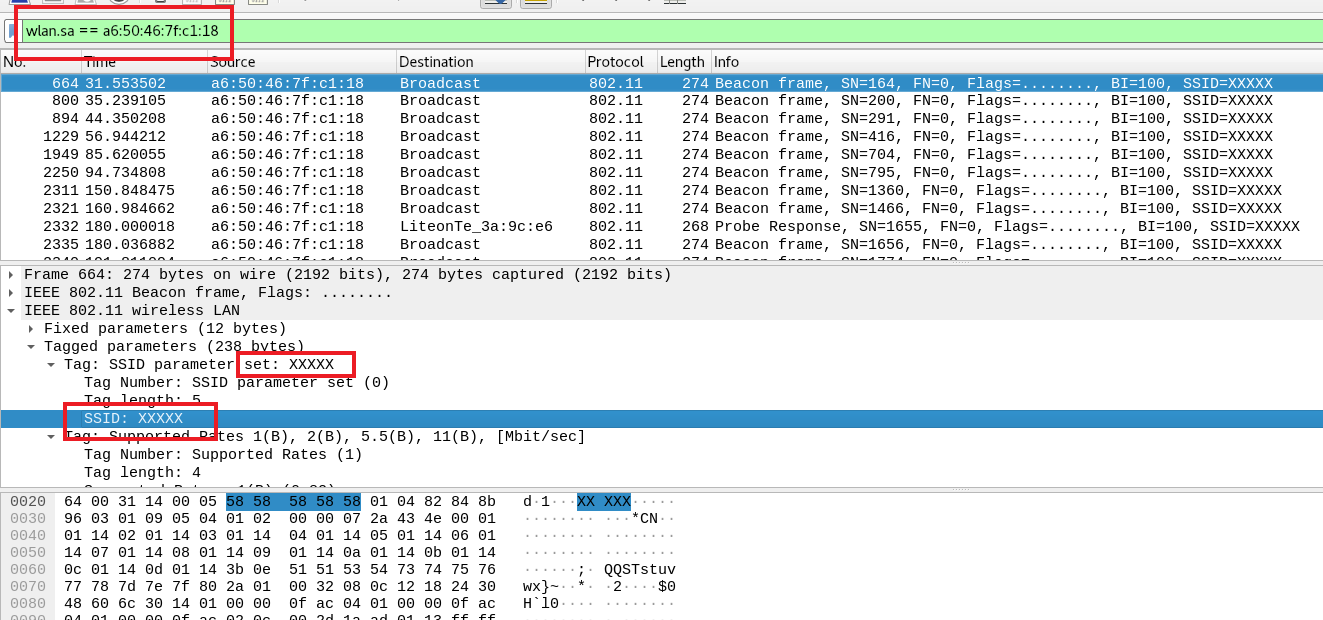 wlan.sa == a6:50:46:7f:c1:18
No. Time Source Destination Protocol Length Info
664 31.553502 a6:50:46:7f:c1:18 Broadcast 802.11 274 Beacon frame, SN=164, FN=0, Flags=........, BI=100, SSID=XXXXX
800 35.239105 a6:50:46:7f:c1:18 Broadcast 802.11 274 Beacon frame, SN=200, FN=0, Flags=........, BI=100, SSID=XXXXX
894 44.350208 a6:50:46:7f:c1:18 Broadcast 802.11 274 Beacon frame, SN=291, FN=0, Flags=........, BI=100, SSID=XXXXX
1229 56.944212 a6:50:46:7f:c1:18 Broadcast 802.11 274 Beacon frame, SN=416, FN=0, Flags=........, BI=100, SSID=XXXXX
1949 85.620055 a6:50:46:7f:c1:18 Broadcast 802.11 274 Beacon frame, SN=704, FN=0, Flags=........, BI=100, SSID=XXXXX
2250 94.734808 a6:50:46:7f:c1:18 Broadcast 802.11 274 Beacon frame, SN=795, FN=0, Flags=........, BI=100, SSID=XXXXX
2311 150.848475 a6:50:46:7f:c1:18 Broadcast 802.11 274 Beacon frame, SN=1360, FN=0, Flags=........, BI=100, SSID=XXXXX
2321 160.984662 a6:50:46:7f:c1:18 Broadcast 802.11 274 Beacon frame, SN=1466, FN=0, Flags=........, BI=100, SSID=XXXXX
2332 180.000018 a6:50:46:7f:c1:18 LiteonTe_3a:9c:e6 802.11 268 Probe Response, SN=1655, FN=0, Flags=........, BI=100, SSID=XXXXX
2335 180.036882 a6:50:46:7f:c1:18 Broadcast 802.11 274 Beacon frame, SN=1656, FN=0, Flags=........, BI=100, SSID=XXXXX
Frame 664: 274 bytes on wire (2192 bits), 274 bytes captured (2192 bits)
IEEE 802.11 Beacon frame, Flags: ........
IEEE 802.11 wireless LAN
Fixed parameters (12 bytes)
Tagged parameters (238 bytes)
Tag: SSID parameter set: XXXXX
Tag Number: SSID parameter set (0)
Tag length: 5
SSID: XXXXX
Tag: Supported Rates 1(B), 2(B), 5.5(B), 11(B), [Mbit/sec]
Tag Number: Supported Rates (1)
Tag length: 4
0020 64 00 31 14 00 05 58 58 58 58 58 01 04 82 84 8b d·1···XX XXX·····
0030 96 03 01 09 05 04 01 02 00 00 07 2a 43 4e 00 01 ········ ···*CN··
0040 01 14 02 01 14 03 01 14 04 01 14 05 01 14 06 01 ········ ········
0050 14 07 01 14 08 01 14 09 01 14 0a 01 14 0b 01 14 ········ ········
0060 0c 01 14 0d 01 14 3b 0e 51 51 53 54 73 74 75 76 ······;· QQSTstuv
0070 77 78 7d 7e 7f 80 2a 01 00 32 08 0c 12 18 24 30 wx}~··*· ·2····$0
0080 48 60 6c 30 14 01 00 00 0f ac 04 01 00 00 0f ac H`l0···· ········
0090 04 01 00 00 0f ac 02 0c 00 2d 1a ad 01 13 ff ff